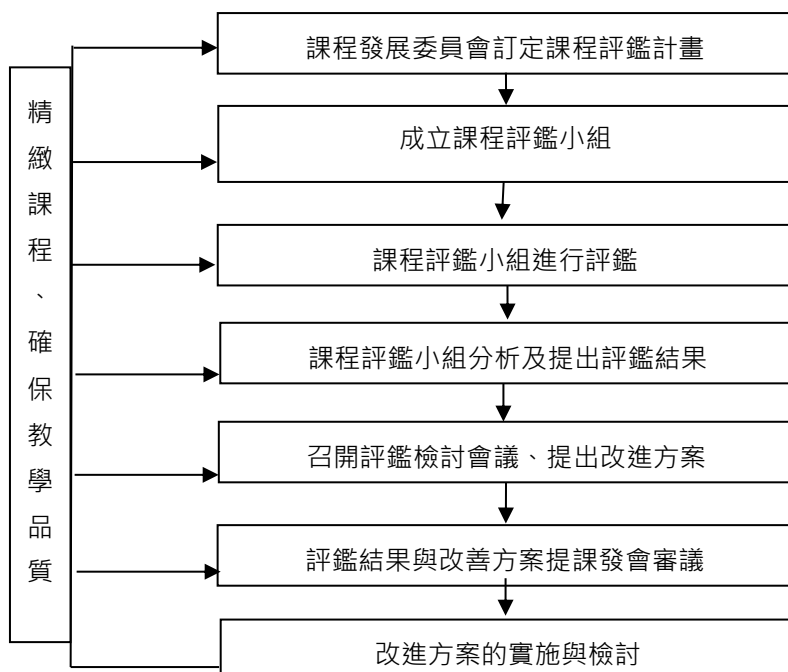 精緻課程、確保教學品質
課程發展委員會訂定課程評鑑計畫
成立課程評鑑小組
課程評鑑小組進行評鑑
課程評鑑小組分析及提出評鑑結果
召開評鑑檢討會議、提出改進方案
評鑑結果與改善方案提課發會審議
改進方案的實施與檢討